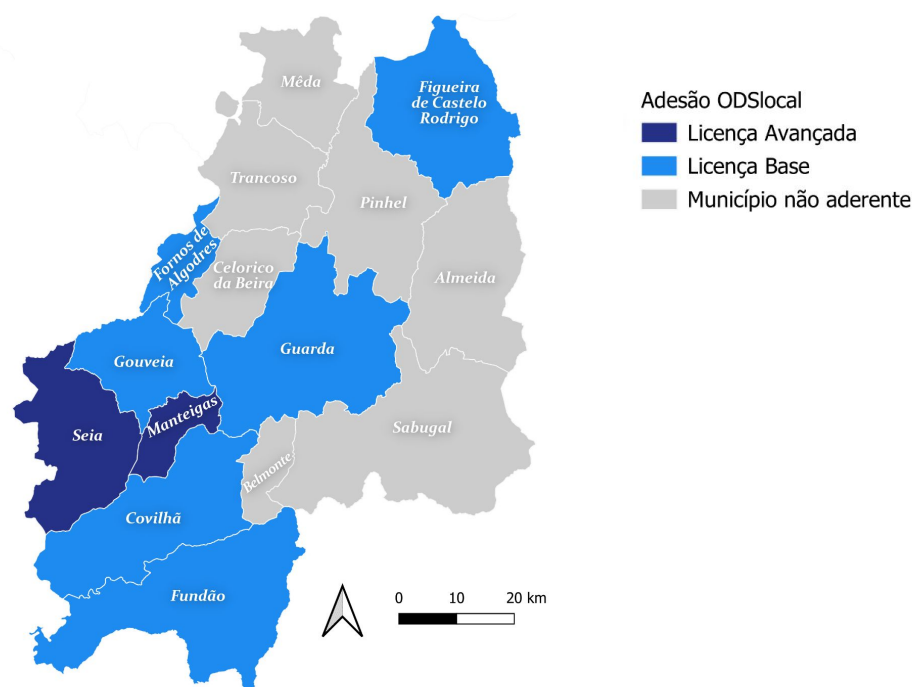 Mêda
Figueira
de Castelo
Rodrigo
Trancoso
Pinhel
Fornos de
Algodres
Celorico
da Beira
Almeida
Guarda
Gouveia
Manteigas
Seia
Sabugal
Belmonte
Covilhã
Fundão
Adesão ODSlocal
Licença Avançada
Licença Base
Município não aderente
0 10 20 km